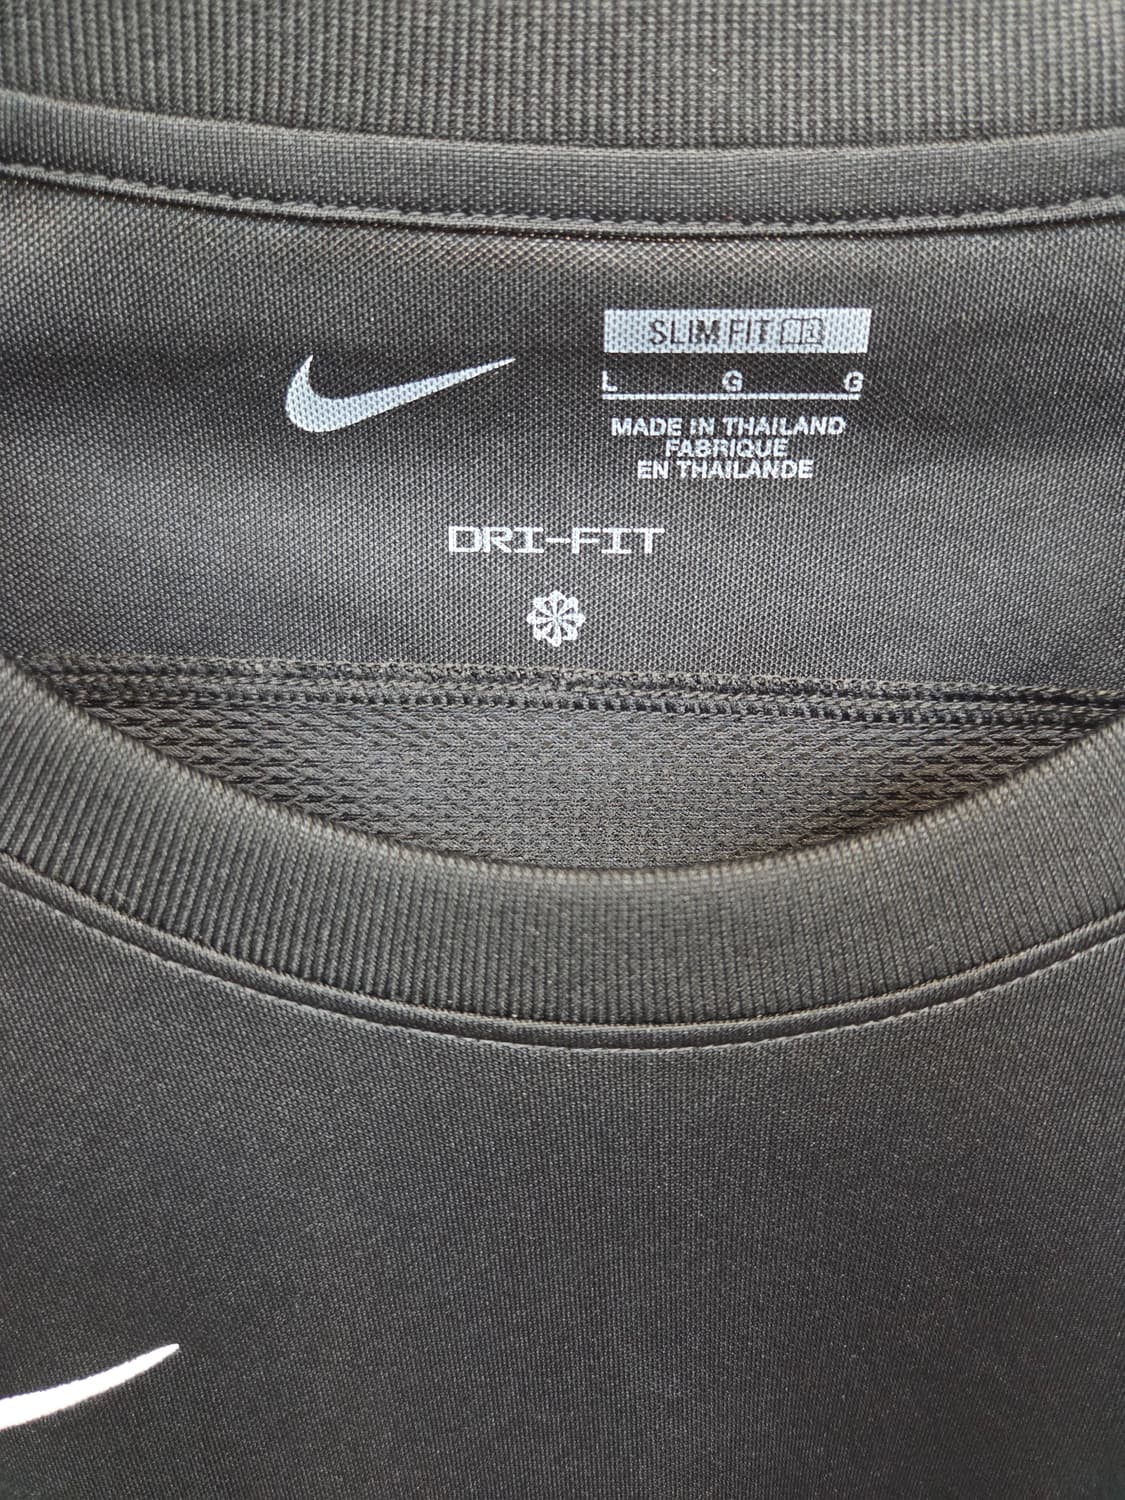 SLIM FIT
L G G
MADE IN THAILAND
FABRIQUE
EN THAILANDE
DRI-FIT